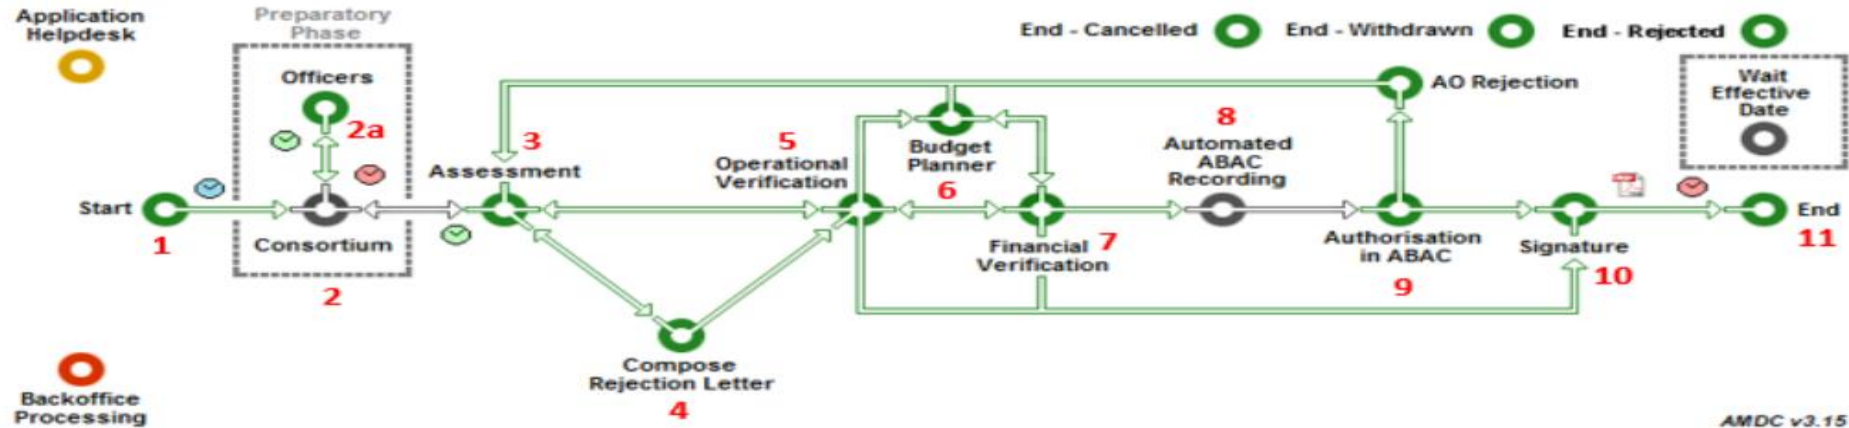 Application
Helpdesk
Preparatory
Phase
Officers
2a
Start
1
Consortium
2
3
Assessment
Compose
Rejection Letter
4
5
Operational
Verification
Budget
Planner
6
Financial
Verification
7
8
Automated
ABAC
Recording
AO Rejection
Authorisation
in ABAC
9
Signature
10
End
11
End - Cancelled
End - Withdrawn
End - Rejected
Wait
Effective
Date
Backoffice
Processing
AMDC v3.15